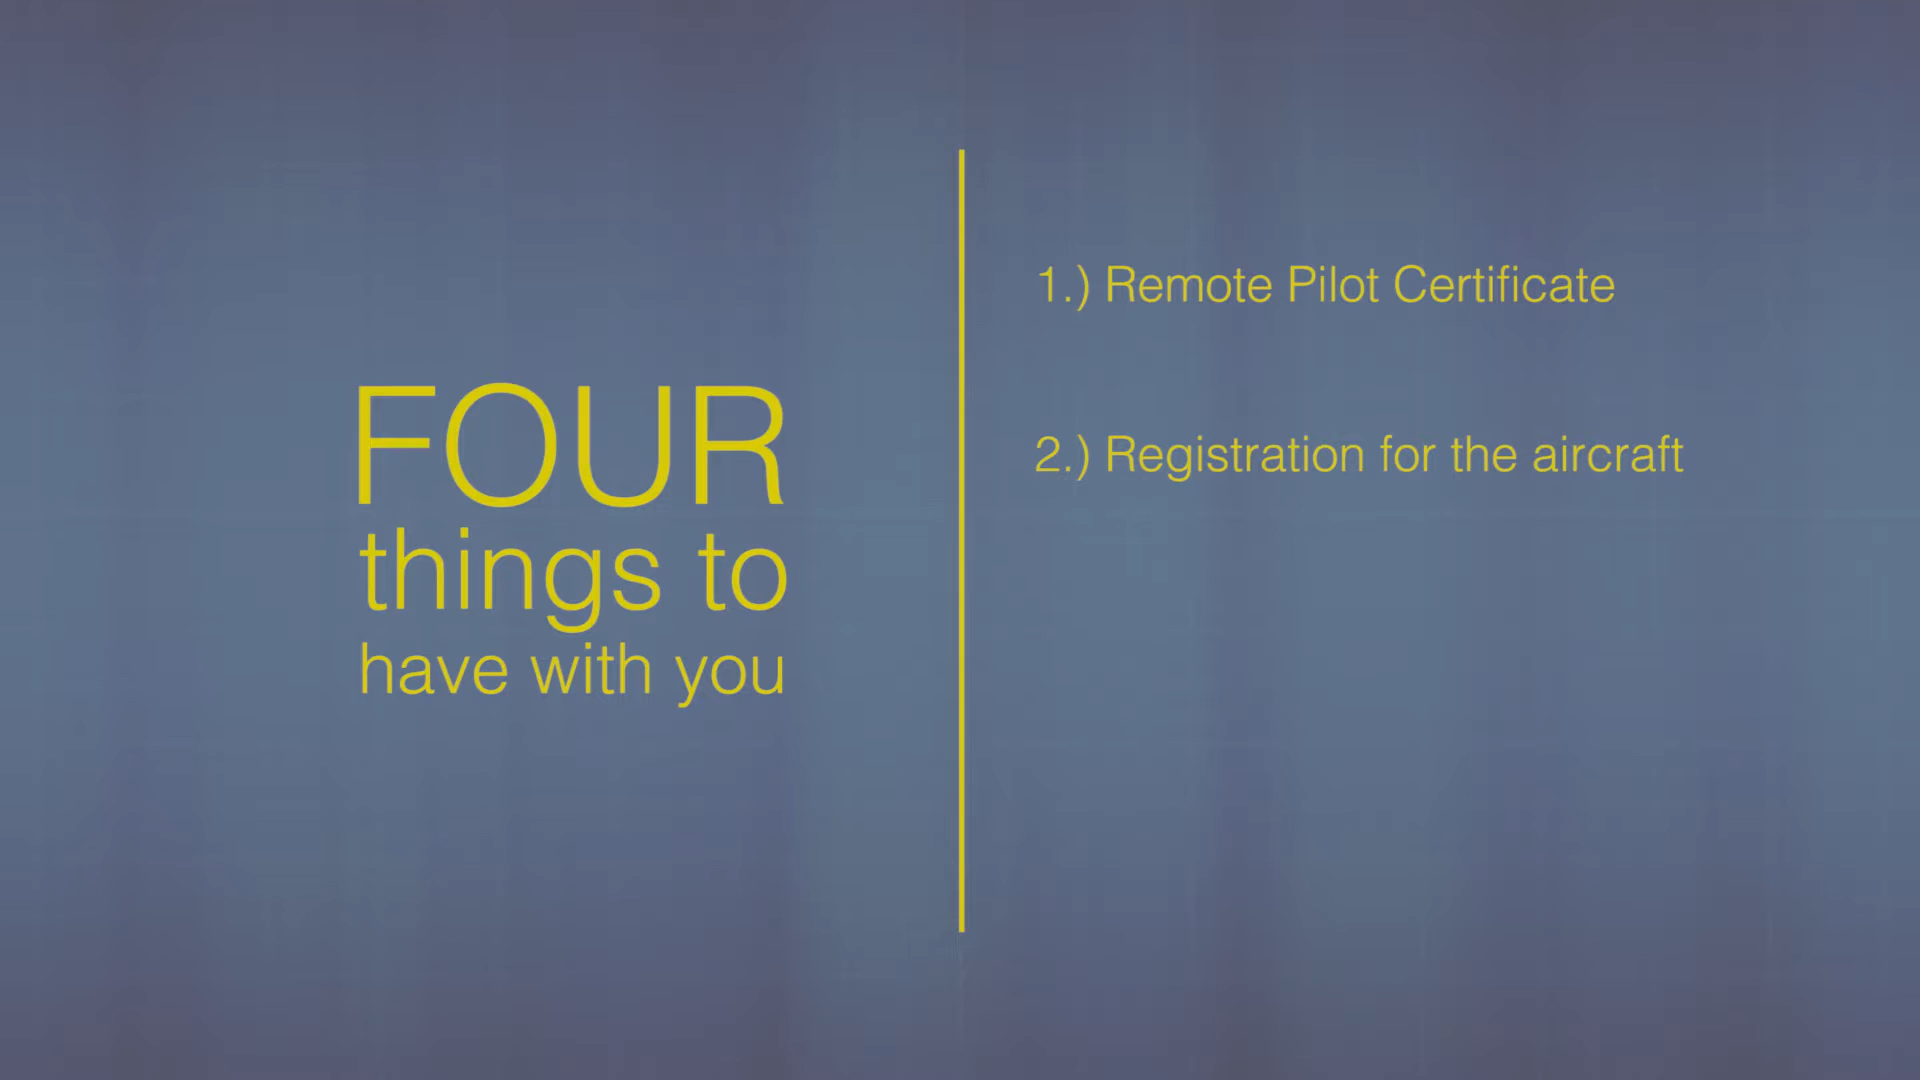 FOUR
things to
have with you
1.) Remote Pilot Certificate
2.) Registration for the aircraft